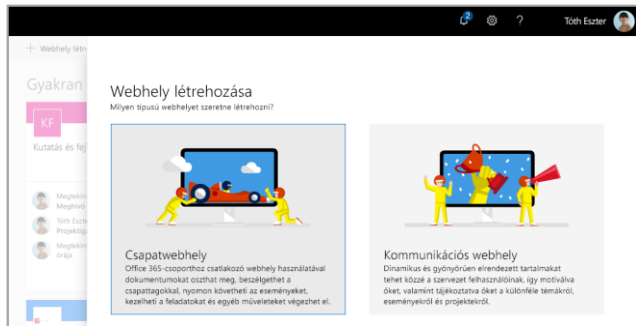 2
?
Tóth Eszter
+ Webhely létre
Gyakran
Webhely létrehozása
Milyen típusú webhelyet szeretne létrehozni?
KF
Kutatás és fej
Megtekin
Meghívó
Tóth Eszte
Projektiga
Megtekin
órája
Csapatwebhely
Office 365-csoporthoz csatlakozó webhely használatával
dokumentumokat oszthat meg, beszélgethet a
csapattagokkal, nyomon követheti az eseményeket,
kezelheti a feladatokat és egyéb műveleteket végezhet el.
Kommunikációs webhely
Dinamikus és gyönyörűen elrendezett tartalmakat
tehet közzé a szervezet felhasználóinak, így motiválva
őket, valamint tájékoztatva őket a különféle témákról,
eseményekről és projektekről.